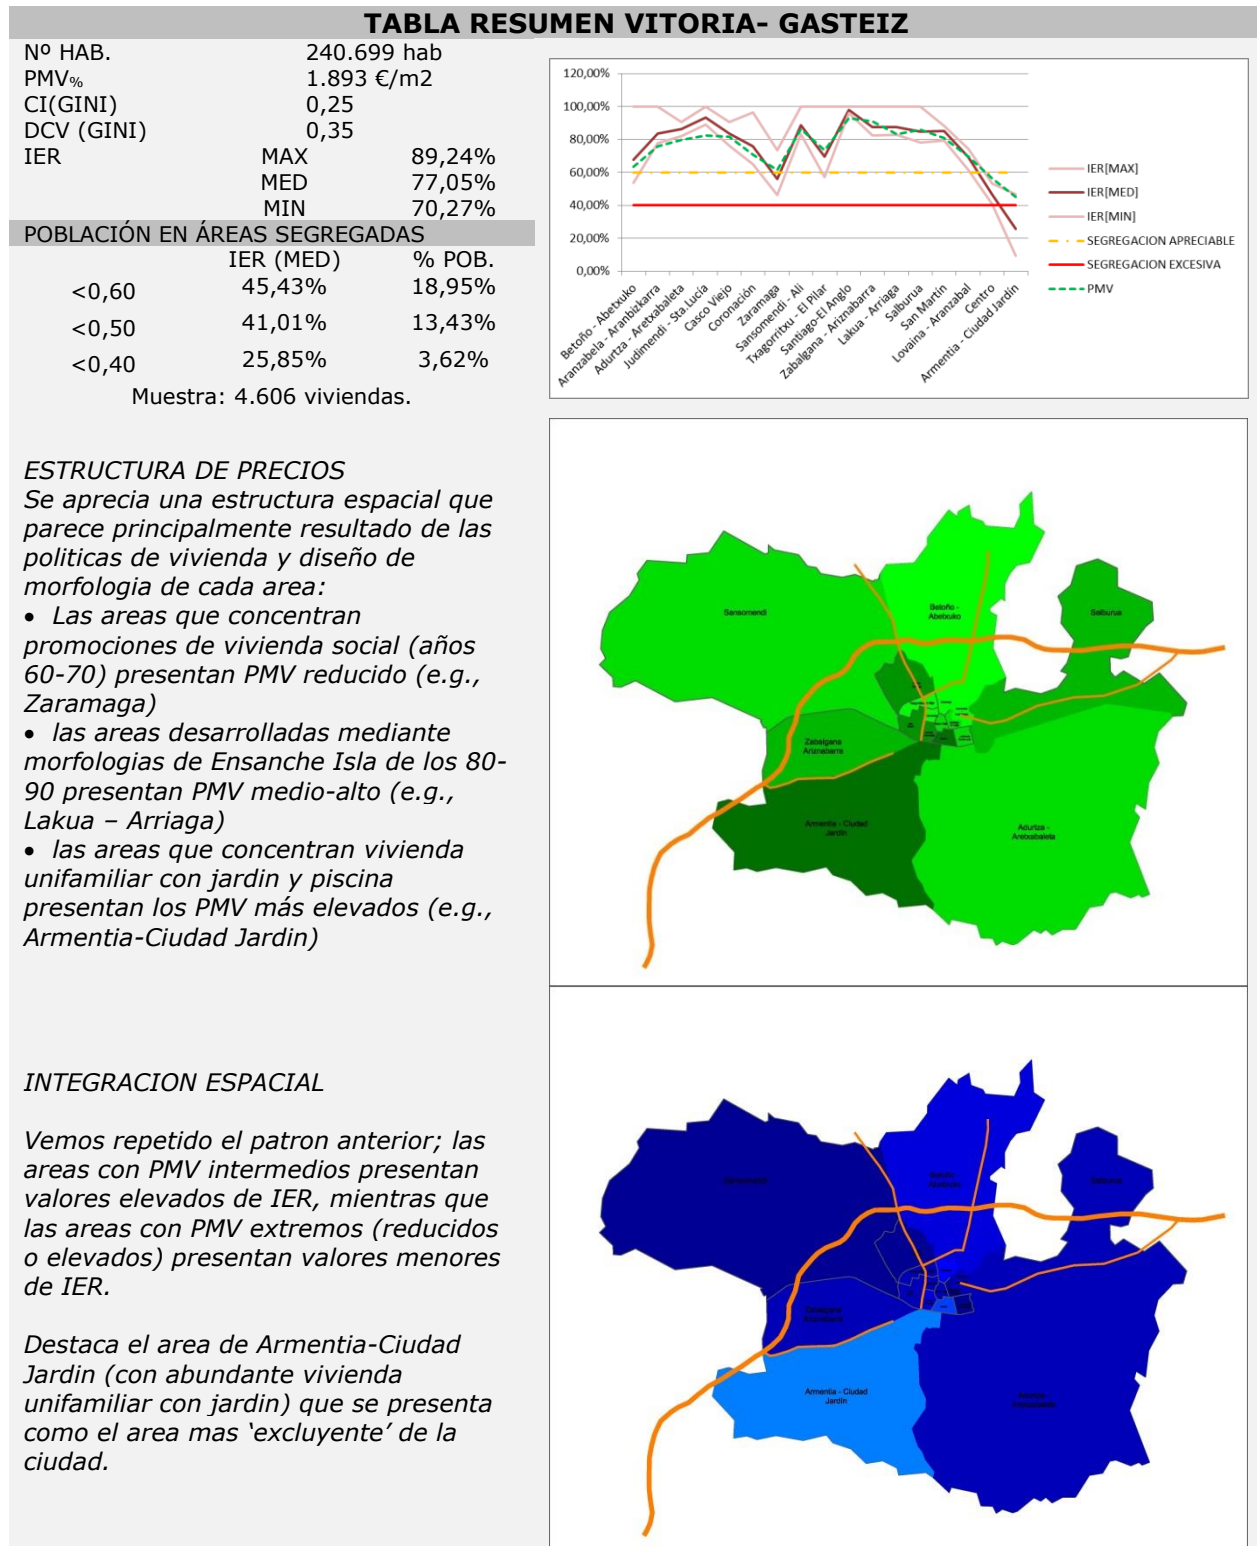 TABLA RESUMEN VITORIA- GASTEIZ
Nº HAB. 240.699 hab
PMV% 1.893 €/m2
CI(GINI) 0,25
DCV (GINI) 0,35
IER MAX 89,24%
MED 77,05%
MIN 70,27%
POBLACIÓN EN ÁREAS SEGREGADAS
IER (MED) % POB.
<0,60 45,43% 18,95%
<0,50 41,01% 13,43%
<0,40 25,85% 3,62%
Muestra: 4.606 viviendas.
120,00%
100,00%
80,00%
60,00%
40,00%
20,00%
0,00%
Betoño - Abetxuko
Aranzabela - Aranbizkarra
Adurtza - Aretxabaleta
Judimendi - Sta Lucia
Casco Viejo
Coronación
Zaramaga
Sansomendi - Ali
Txagorritxu - El Pilar
Santiago-El Anglo
Zabalgana - Ariznabarra
Lakua - Arriaga
Salburua
San Martín
Lovaina - Aranzabal
Centro
Armentia - Ciudad Jardín
IER[MAX]
IER[MED]
IER[MIN]
SEGREGACION APRECIABLE
SEGREGACION EXCESIVA
PMV
ESTRUCTURA DE PRECIOS
Se aprecia una estructura espacial que
parece principalmente resultado de las
politicas de vivienda y diseño de
morfologia de cada area:
• Las areas que concentran
promociones de vivienda social (años
60-70) presentan PMV reducido (e.g.,
Zaramaga)
• las areas desarrolladas mediante
morfologias de Ensanche Isla de los 80-
90 presentan PMV medio-alto (e.g.,
Lakua – Arriaga)
• las areas que concentran vivienda
unifamiliar con jardin y piscina
presentan los PMV más elevados (e.g.,
Armentia-Ciudad Jardin)
Sansomendi
Betoño -
Abetxuko
Salburua
Zabalgana
Ariznabarra
Armentia - Ciudad
Jardín
Adurtza -
Aretxabaleta
INTEGRACION ESPACIAL
Vemos repetido el patron anterior; las
areas con PMV intermedios presentan
valores elevados de IER, mientras que
las areas con PMV extremos (reducidos
o elevados) presentan valores menores
de IER.
Destaca el area de Armentia-Ciudad
Jardin (con abundante vivienda
unifamiliar con jardin) que se presenta
como el area mas ‘excluyente’ de la
ciudad.
Sansomendi
Betoño -
Abetxuko
Salburua
Zabalgana
Ariznabarra
Armentia - Ciudad
Jardín
Adurtza -
Aretxabaleta